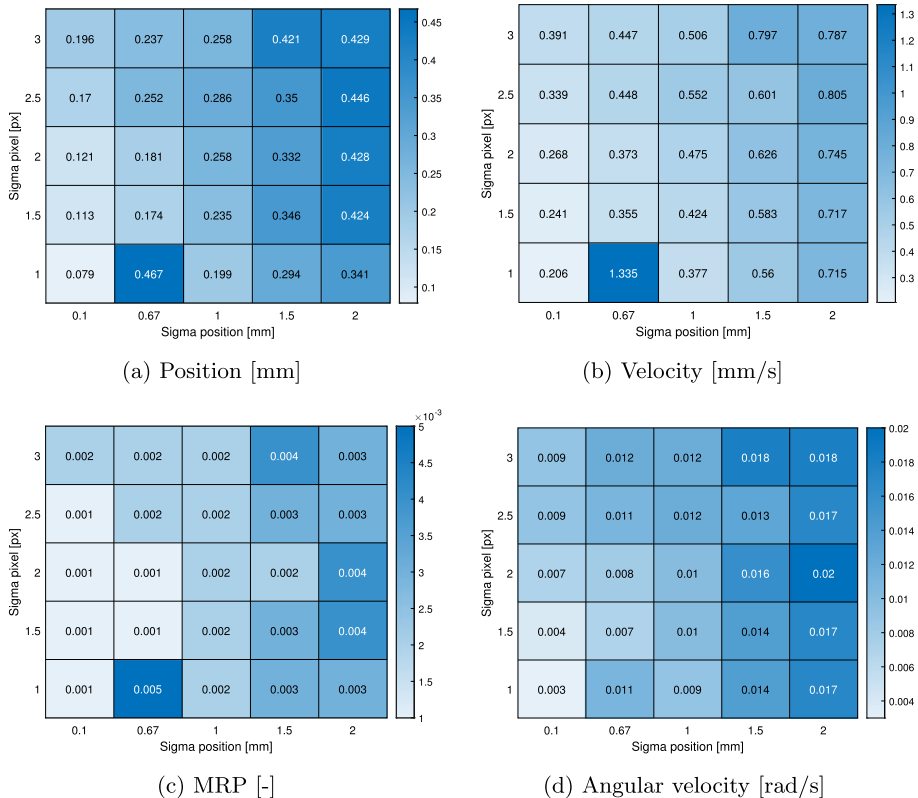 3 0.196 0.237 0.258 0.421 0.429
2.5 0.17 0.252 0.286 0.35 0.446
2 0.121 0.181 0.258 0.332 0.428
1.5 0.113 0.174 0.235 0.346 0.424
1 0.079 0.467 0.199 0.294 0.341
0.1 0.67 1 1.5 2
Sigma position [mm]
Sigma pixel [px]
0.45
0.4
0.35
0.3
0.25
0.2
0.15
0.1
(a) Position [mm]
3 0.391 0.447 0.506 0.797 0.787
2.5 0.339 0.448 0.552 0.601 0.805
2 0.268 0.373 0.475 0.626 0.745
1.5 0.241 0.355 0.424 0.583 0.717
1 0.206 1.335 0.377 0.56 0.715
0.1 0.67 1 1.5 2
Sigma position [mm]
Sigma pixel [px]
1.3
1.2
1.1
1
0.9
0.8
0.7
0.6
0.5
0.4
0.3
(b) Velocity [mm/s]
3 0.002 0.002 0.002 0.004 0.003
2.5 0.001 0.002 0.002 0.003 0.003
2 0.001 0.001 0.002 0.002 0.004
1.5 0.001 0.001 0.002 0.003 0.004
1 0.001 0.005 0.002 0.003 0.003
0.1 0.67 1 1.5 2
Sigma position [mm]
Sigma pixel [px]
×10⁻³
5
4.5
4
3.5
3
2.5
2
1.5
1
(c) MRP [-]
3 0.009 0.012 0.012 0.018 0.018
2.5 0.009 0.011 0.012 0.013 0.017
2 0.007 0.008 0.01 0.016 0.02
1.5 0.004 0.007 0.01 0.014 0.017
1 0.003 0.011 0.009 0.014 0.017
0.1 0.67 1 1.5 2
Sigma position [mm]
Sigma pixel [px]
0.02
0.018
0.016
0.014
0.012
0.01
0.008
0.006
0.004
(d) Angular velocity [rad/s]